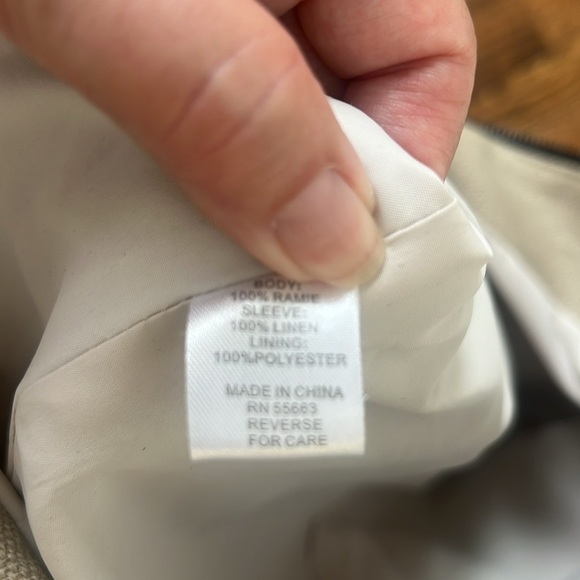 BODY:
100% RAMIE
SLEEVE:
100% LINEN
LINING:
100%POLYESTER
MADE IN CHINA
RN 55663
REVERSE
FOR CARE